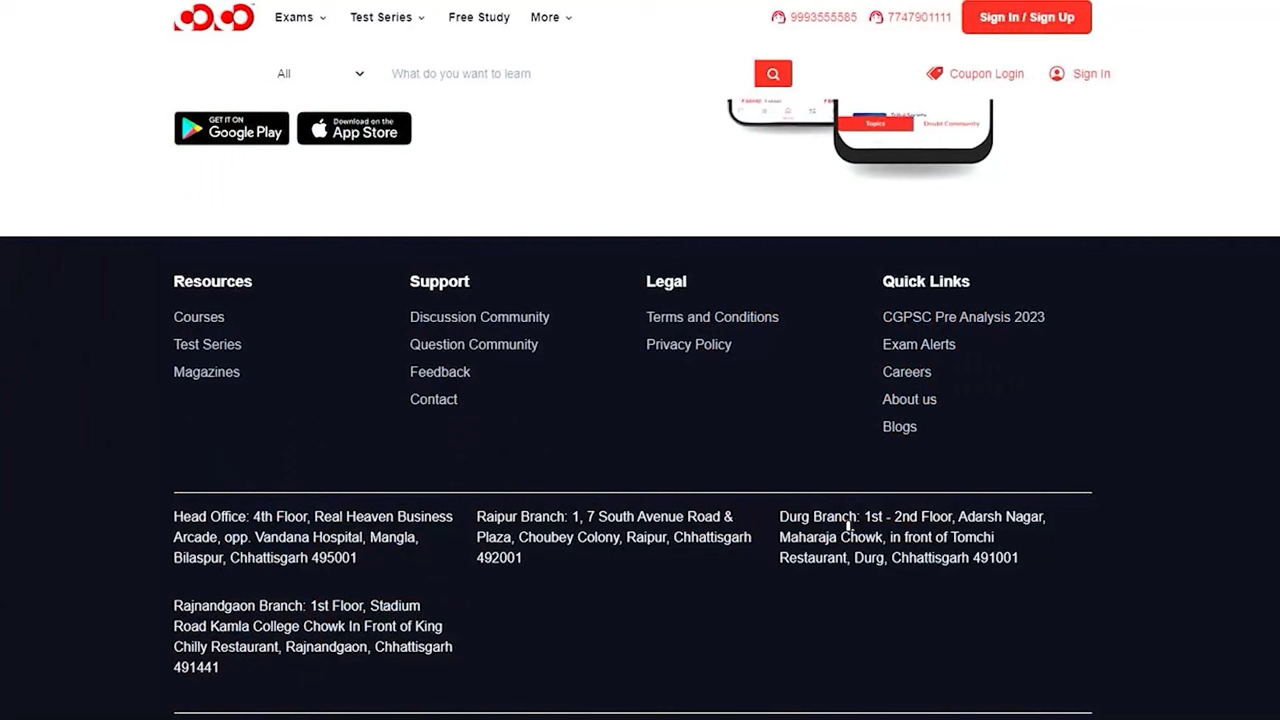 Exams
Test Series
Free Study
More
9993555585
7747901111
Sign In / Sign Up
All
What do you want to learn
Coupon Login
Sign In
GET IT ON
Google Play
Download on the
App Store
Topics
Doubt Community
Resources
Courses
Test Series
Magazines
Support
Discussion Community
Question Community
Feedback
Contact
Legal
Terms and Conditions
Privacy Policy
Quick Links
CGPSC Pre Analysis 2023
Exam Alerts
Careers
About us
Blogs
Head Office: 4th Floor, Real Heaven Business
Arcade, opp. Vandana Hospital, Mangla,
Bilaspur, Chhattisgarh 495001
Raipur Branch: 1, 7 South Avenue Road &
Plaza, Choubey Colony, Raipur, Chhattisgarh
492001
Durg Branch: 1st - 2nd Floor, Adarsh Nagar,
Maharaja Chowk, in front of Tomchi
Restaurant, Durg, Chhattisgarh 491001
Rajnandgaon Branch: 1st Floor, Stadium
Road Kamla College Chowk In Front of King
Chilly Restaurant, Rajnandgaon, Chhattisgarh
491441